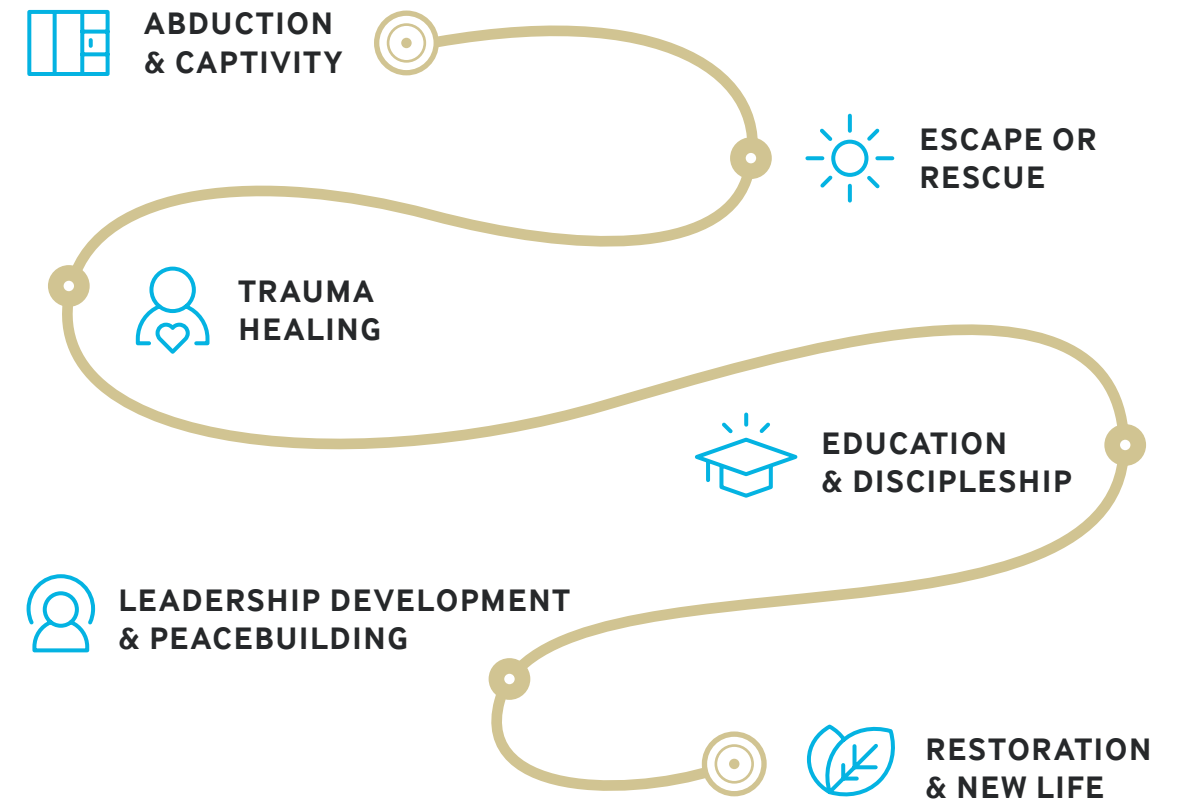 ABDUCTION
& CAPTIVITY
ESCAPE OR
RESCUE
TRAUMA
HEALING
EDUCATION
& DISCIPLESHIP
LEADERSHIP DEVELOPMENT
& PEACEBUILDING
RESTORATION
& NEW LIFE